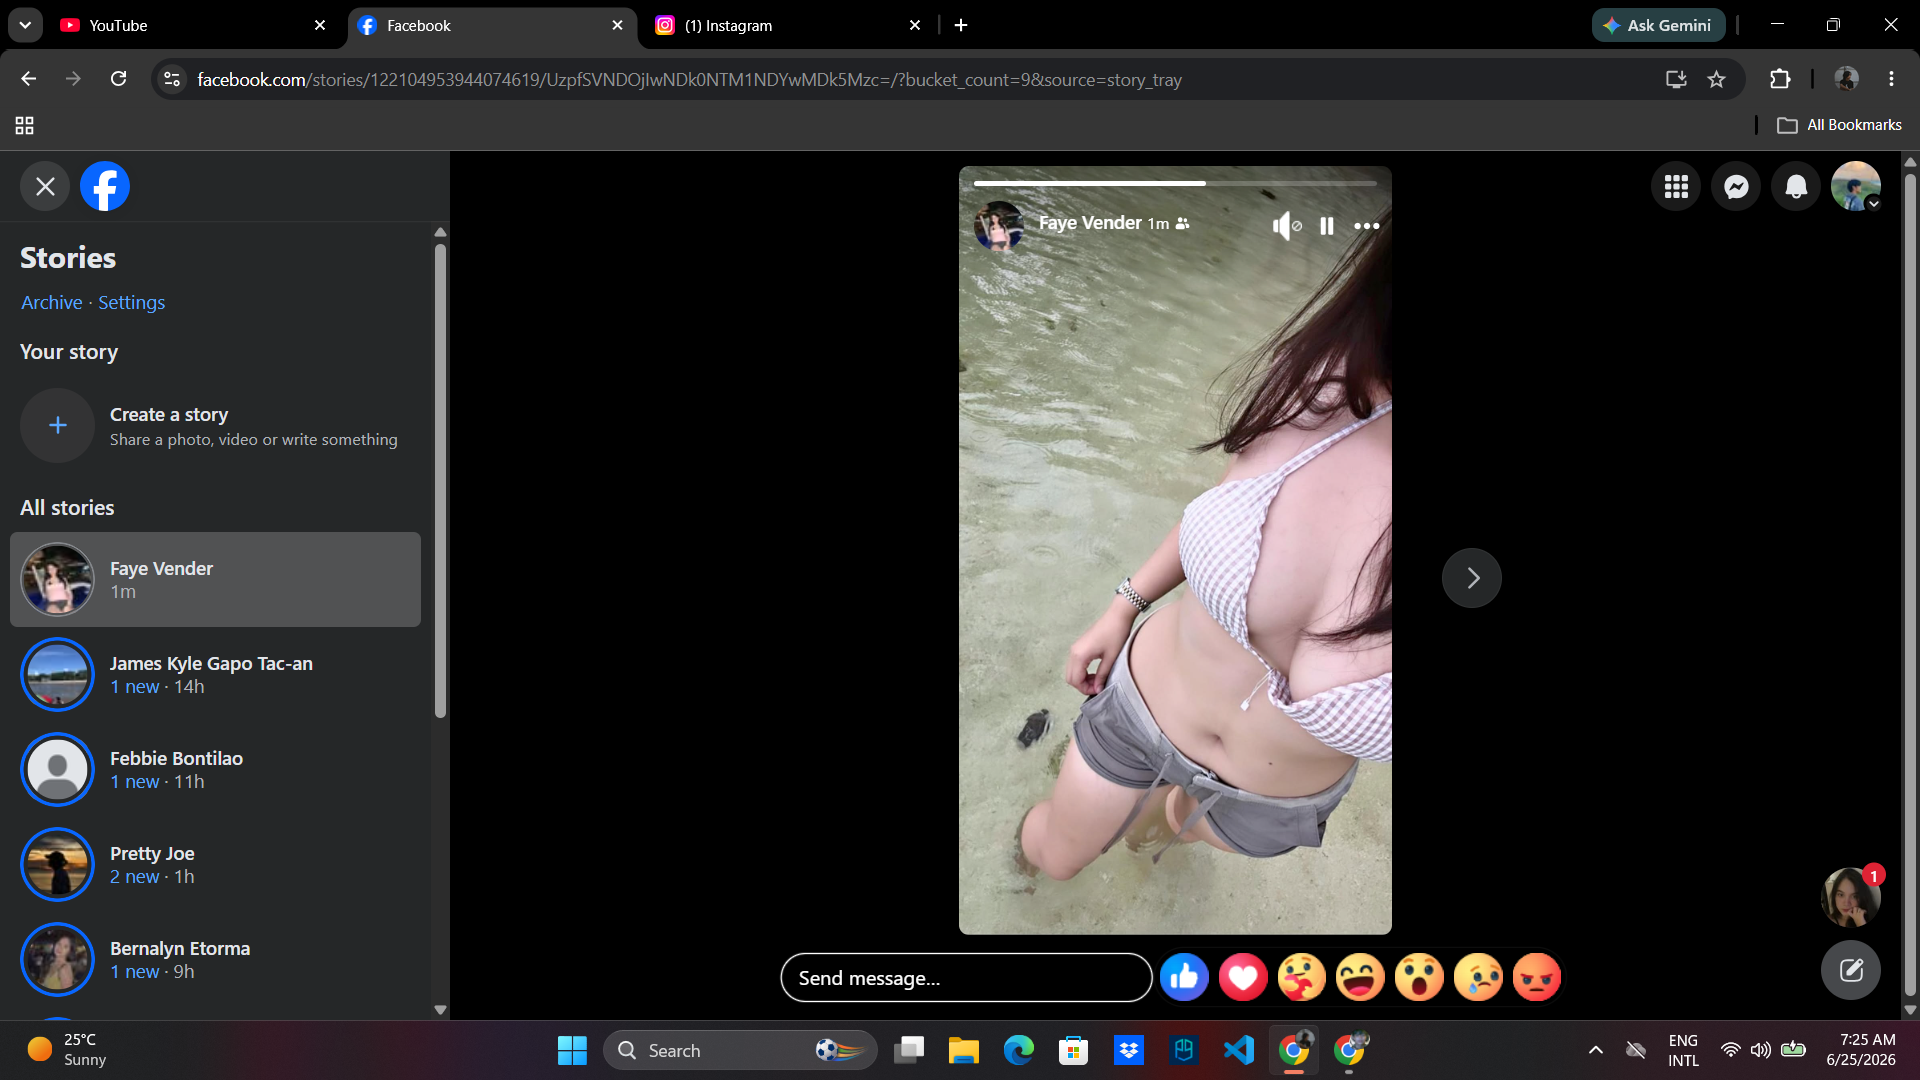 YouTube
Facebook
(1) Instagram
Ask Gemini
facebook.com/stories/122104953944074619/UzpfSVNDOjIwNDk0NTM1NDYwMDk5Mzc=/?bucket_count=9&source=story_tray
All Bookmarks
Stories
Archive · Settings
Your story
Create a story
Share a photo, video or write something
All stories
Faye Vender
1m
James Kyle Gapo Tac-an
1 new · 14h
Febbie Bontilao
1 new · 11h
Pretty Joe
2 new · 1h
Bernalyn Etorma
1 new · 9h
Faye Vender 1m
Send message...
1
25°C
Sunny
Search
ENG
INTL
7:25 AM
6/25/2026